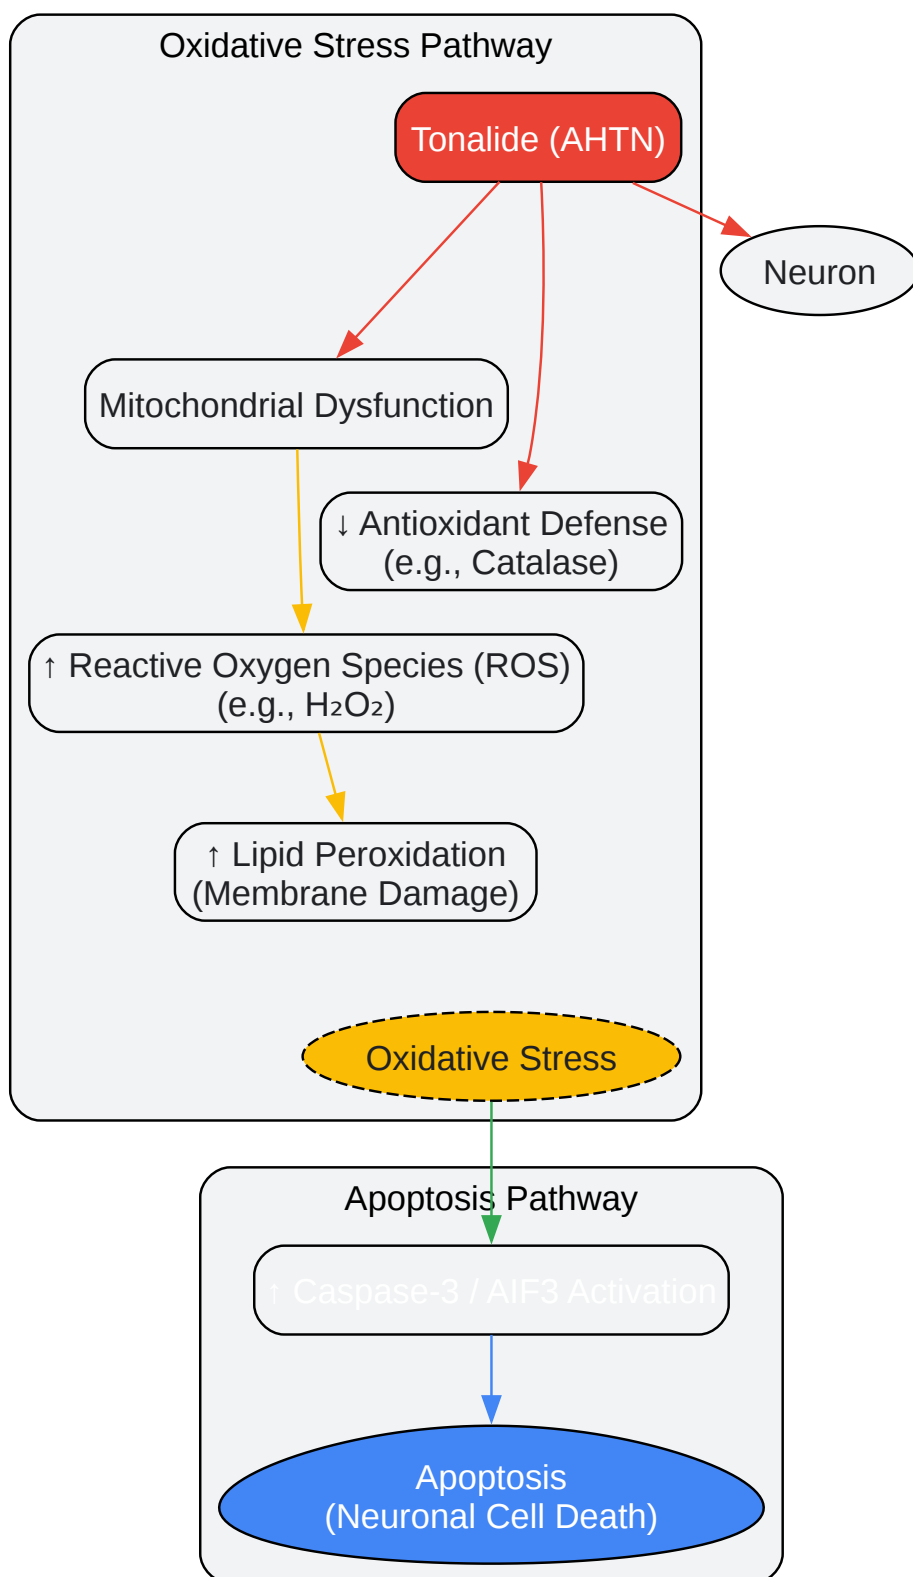 Oxidative Stress Pathway
Tonalide (AHTN)
Neuron
Mitochondrial Dysfunction
↓ Antioxidant Defense
(e.g., Catalase)
↑ Reactive Oxygen Species (ROS)
(e.g., H₂O₂)
↑ Lipid Peroxidation
(Membrane Damage)
Oxidative Stress
Apoptosis Pathway
↑ Caspase-3 / AIF3 Activation
Apoptosis
(Neuronal Cell Death)